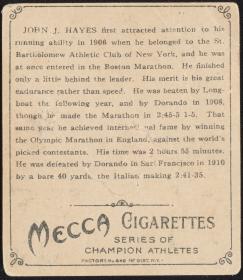 JOHN J. HAYES first attracted attention to his
running ability in 1906 when he belonged to the St.
Bartholomew Athletic Club of New York, and he was
at once entered in the Boston Marathon. He finished
only a little behind the leader. His merit is his great
endurance rather than speed. He was beaten by Long-
boat the following year, and by Dorando in 1908,
though he made the Marathon in 2:45-5 1-5. That
same year he achieved international fame by winning
the Olympic Marathon in England, against the world's
picked contestants. His time was 2 hours 55 minutes.
He was defeated by Dorando in San Francisco in 1910
by a bare 40 yards, the Italian making 2:41-35.
MECCA CIGARETTES
SERIES OF
CHAMPION ATHLETES
FACTORY No 649 1ST DIST. N.Y.